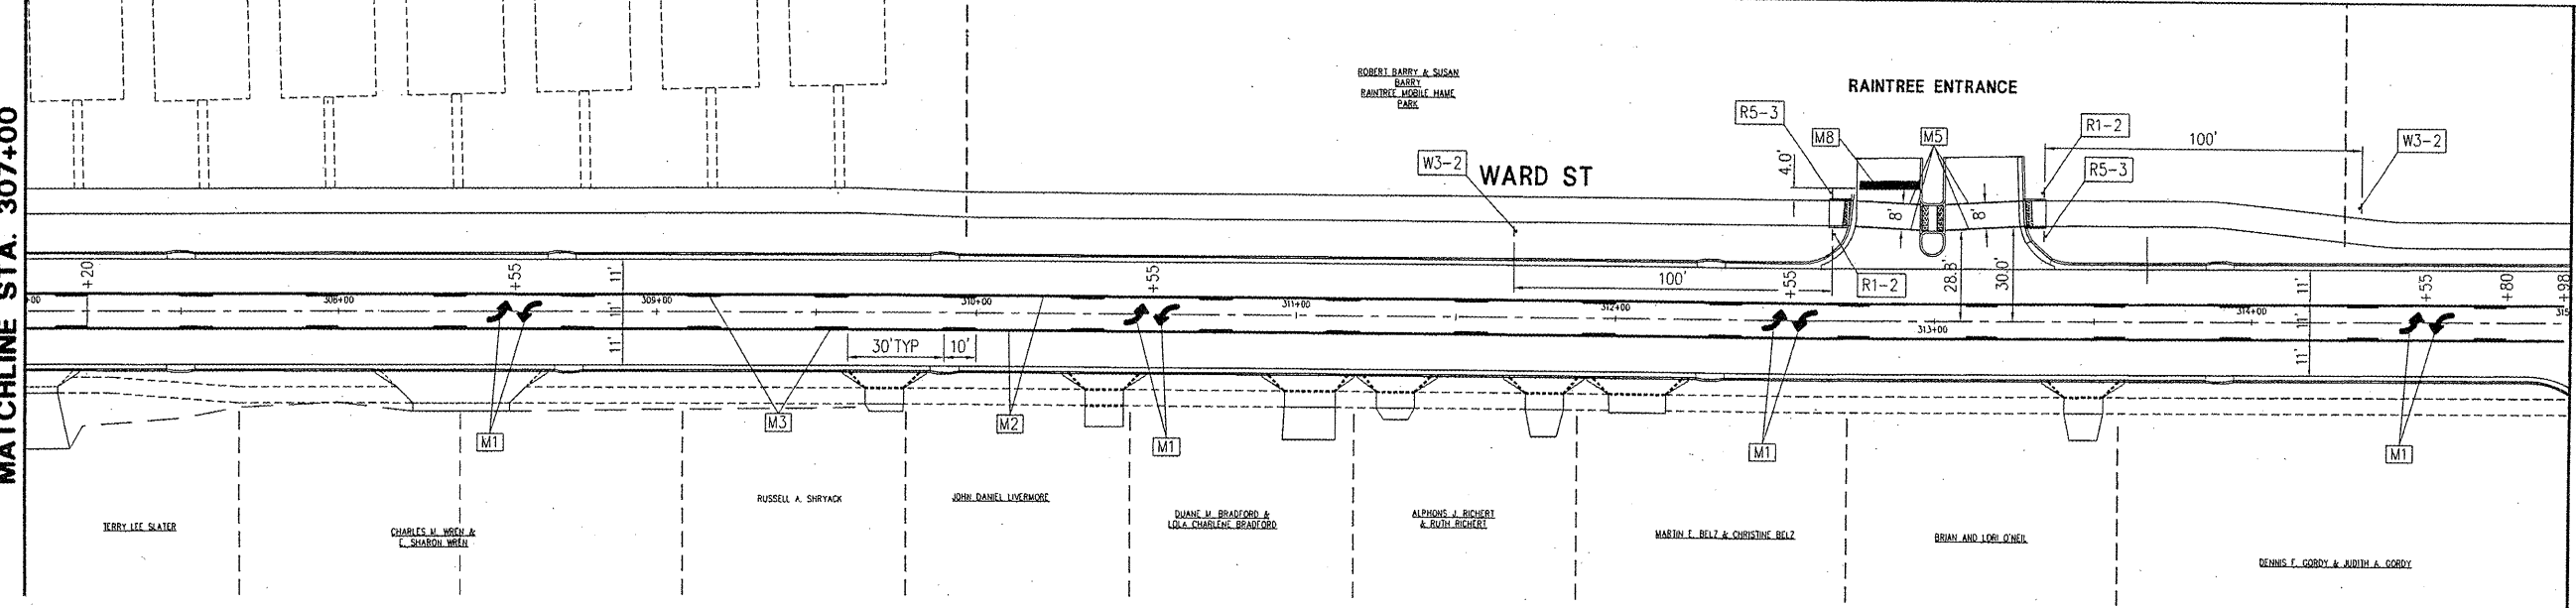 MATCHLINE STA. 307+00
ROBERT BARRY & SUSAN
BARRY
RAINTREE MOBILE HAME
PARK
RAINTREE ENTRANCE
WARD ST
W3-2
R5-3
M8
M5
R1-2
100'
W3-2
R5-3
4.0'
8'
8'
R1-2
28.8'
30.0'
100'
+20
+55
11'
+55
+55
11'
+55
+80
+98
+00
308+00
309+00
11'
310+00
311+00
312+00
313+00
314+00
11'
315
11'
30'TYP
10'
11'
M1
M3
M2
M1
M1
M1
TERRY LEE SLATER
CHARLES M. WREN &
E. SHARON WREN
RUSSELL A. SHRYACK
JOHN DANIEL LIVERMORE
DUANE M. BRADFORD &
LOLA CHARLENE BRADFORD
ALPHONS J. RICHERT
& RUTH RICHERT
MARTIN E. BELZ & CHRISTINE BELZ
BRIAN AND LORI O'NEIL
DENNIS F. GORDY & JUDITH A. GORDY